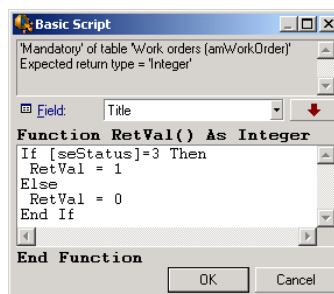 Basic Script
'Mandatory' of table 'Work orders (amWorkOrder)'
Expected return type = 'Integer'
Field:
Title
Function RetVal() As Integer
If [seStatus]=3 Then
RetVal = 1
Else
RetVal = 0
End If
End Function
OK
Cancel